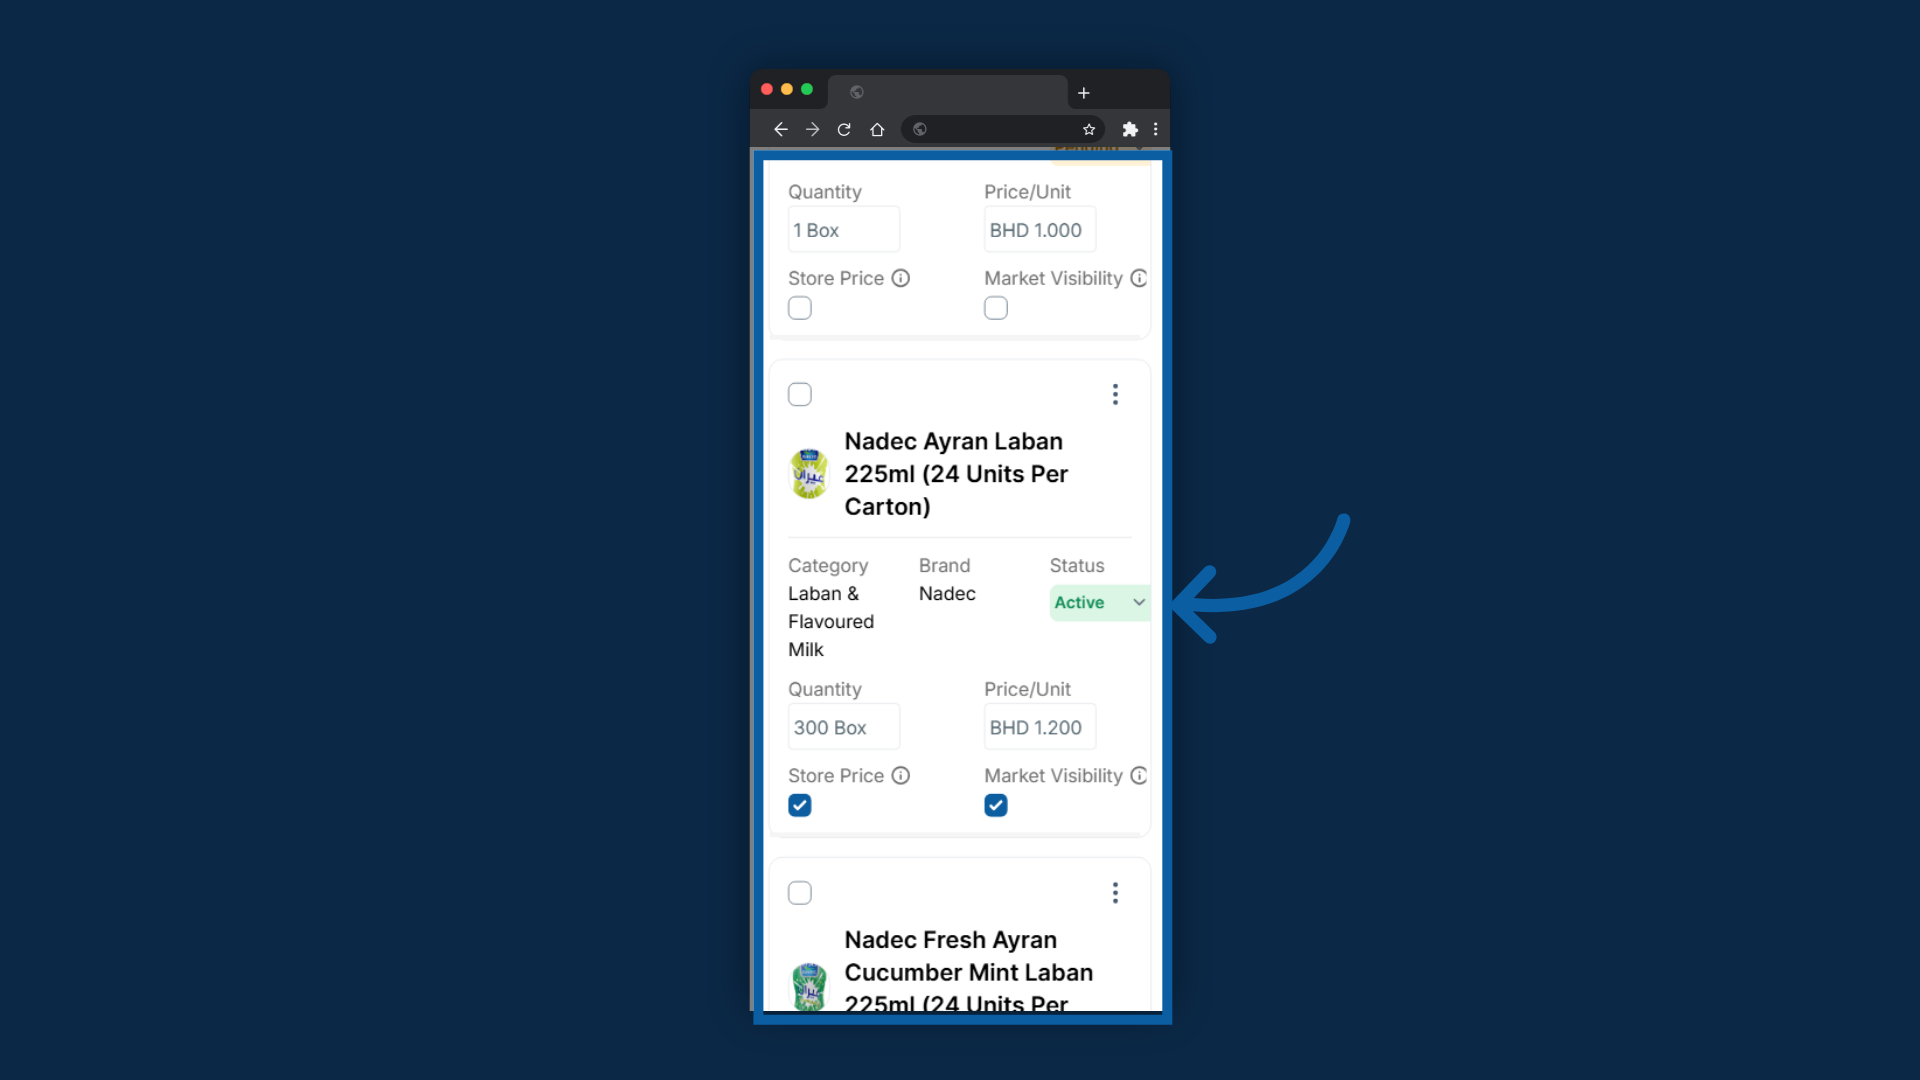 Quantity Price/Unit
1 Box BHD 1.000
Store Price Market Visibility
Nadec Ayran Laban
225ml (24 Units Per
Carton)
Category Brand Status
Laban & Nadec Active
Flavoured
Milk
Quantity Price/Unit
300 Box BHD 1.200
Store Price Market Visibility
Nadec Fresh Ayran
Cucumber Mint Laban
225ml (24 Units Per